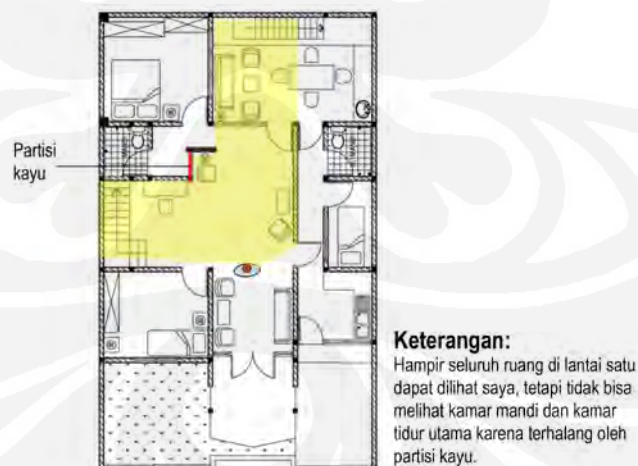 Partisi
kayu
Keterangan:
Hampir seluruh ruang di lantai satu
dapat dilihat saya, tetapi tidak bisa
melihat kamar mandi dan kamar
tidur utama karena terhalang oleh
partisi kayu.